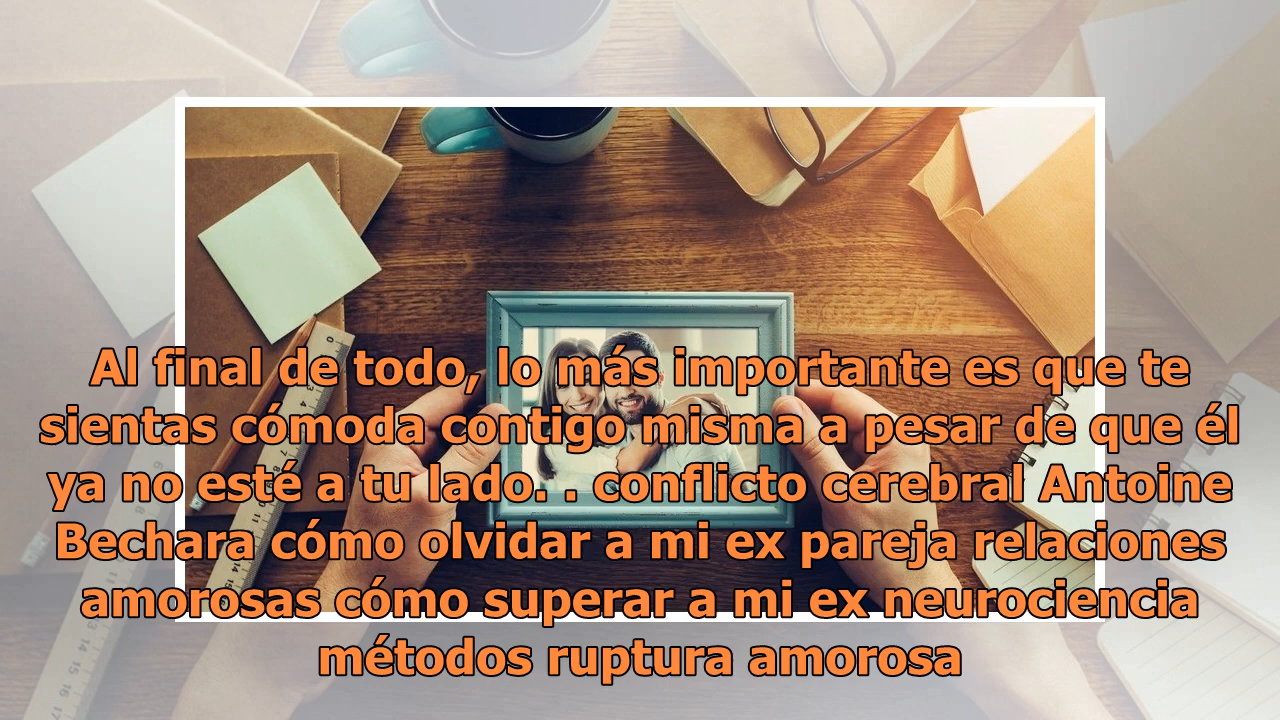 Al final de todo, lo más importante es que te
sientas cómoda contigo misma a pesar de que él
ya no esté a tu lado. . conflicto cerebral Antoine
Bechara cómo olvidar a mi ex pareja relaciones
amorosas cómo superar a mi ex neurociencia
métodos ruptura amorosa